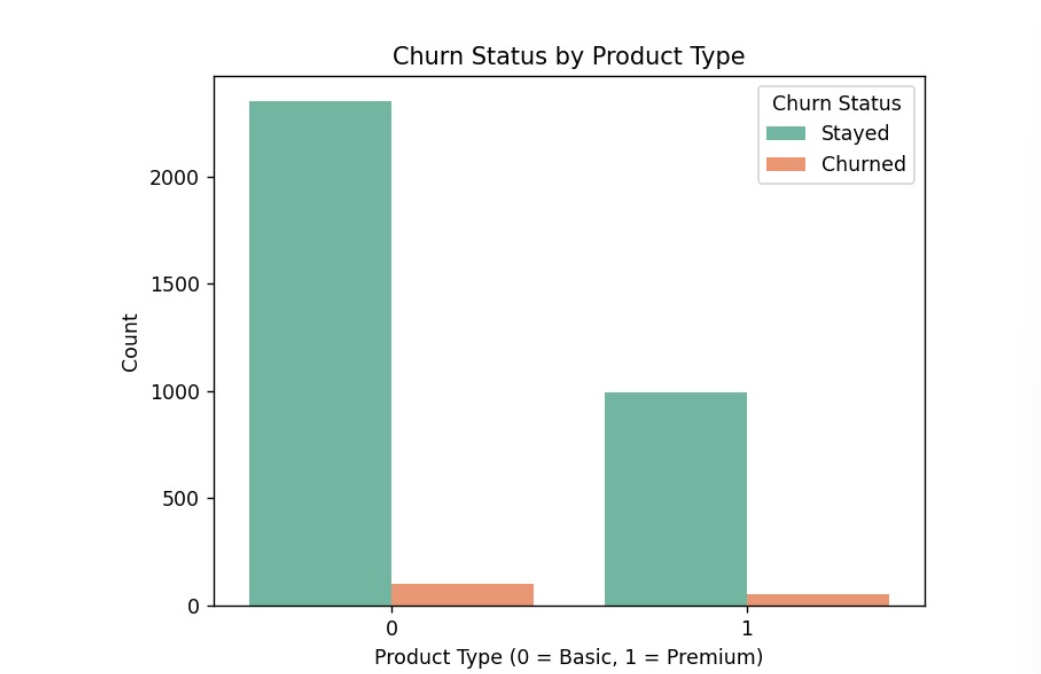 Churn Status by Product Type
Churn Status
Stayed
Churned
2000
1500
1000
500
0
Count
0 1
Product Type (0 = Basic, 1 = Premium)